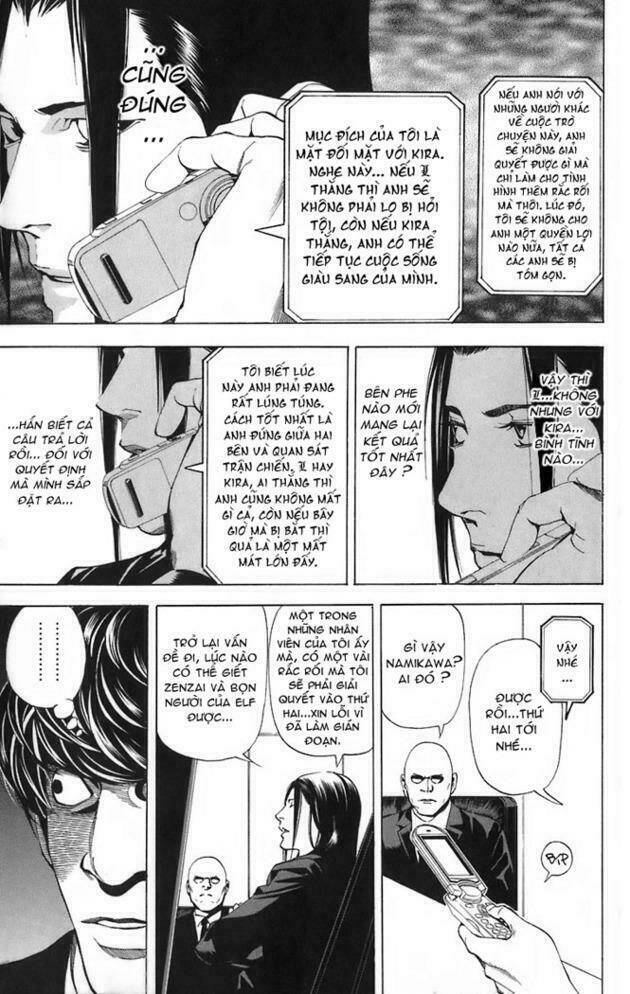 NẾU ANH NÓI VỚI
NHỮNG NGƯỜI KHÁC
VỀ CUỘC TRÒ
CHUYỆN NÀY, ANH
SẼ KHÔNG GIẢI
QUYẾT ĐƯỢC GÌ MÀ
CHỈ LÀM CHO TÌNH
HÌNH THÊM RẮC RỐI
MÀ THÔI. LÚC ĐÓ,
TÔI SẼ KHÔNG CHO
ANH MỘT QUYỀN LỢI
NÀO NỮA, TẤT CẢ
CÁC ANH SẼ BỊ
TÓM GỌN.
MỤC ĐÍCH CỦA TÔI LÀ
MẶT ĐỐI MẶT VỚI KIRA.
NGHE NÀY... NẾU L
THẮNG THÌ ANH SẼ
KHÔNG PHẢI LO BỊ HỎI
TỘI, CÒN NẾU KIRA
THẮNG, ANH CÓ THỂ
TIẾP TỤC CUỘC SỐNG
GIÀU SANG CỦA MÌNH.
...
CŨNG
ĐÚNG
...
VẬY THÌ
L...KHÔNG
NHƯNG VỚI
KIRA...
BÌNH TĨNH
NÀO...
BÊN PHE
NÀO MỚI
MANG LẠI
KẾT QUẢ
TỐT NHẤT
ĐÂY ?
TÔI BIẾT LÚC
NÀY ANH PHẢI ĐANG
RẤT LÚNG TÚNG.
CÁCH TỐT NHẤT LÀ
ANH ĐỨNG GIỮA HAI
BÊN VÀ QUAN SÁT
TRẬN CHIẾN, L HAY
KIRA, AI THẮNG THÌ
ANH CŨNG KHÔNG MẤT
GÌ CẢ, CÒN NẾU BÂY
GIỜ MÀ BỊ BẮT THÌ
QUẢ LÀ MỘT MẤT
MÁT LỚN ĐẤY.
...HẮN BIẾT CẢ
CÂU TRẢ LỜI
RỒI... ĐỐI VỚI
QUYẾT ĐỊNH
MÀ MÌNH SẮP
ĐẶT RA...
VẬY
NHÉ
...
ĐƯỢC
RỒI...THỨ
HAI TỚI
NHÉ...
GÌ VẬY
NAMIKAWA?
AI ĐÓ ?
BÍP
MỘT TRONG
NHỮNG NHÂN
VIÊN CỦA TÔI ẤY
MÀ, CÓ MỘT VÀI
RẮC RỐI MÀ TÔI
SẼ PHẢI GIẢI
QUYẾT VÀO THỨ
HAI...XIN LỖI VÌ
ĐÃ LÀM GIÁN
ĐOẠN.
TRỞ LẠI VẤN
ĐỀ ĐI, LÚC NÀO
CÓ THỂ GIẾT
ZENZAI VÀ BỌN
NGƯỜI CỦA ELF
ĐƯỢC...
........